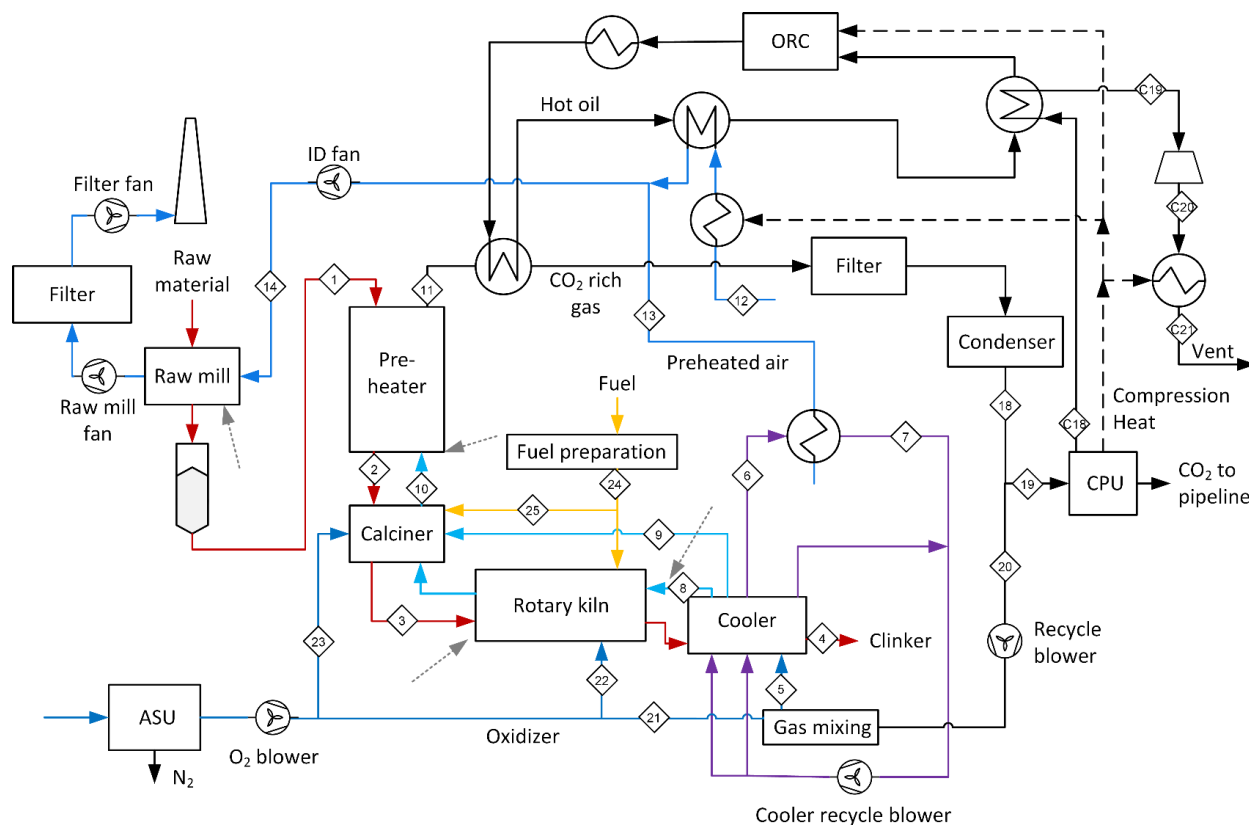 ORC
C19
Hot oil
ID fan
Filter fan
C20
Raw
material
1
11
Filter
14
CO₂ rich
gas
Filter
12
13
C21
Vent
Pre-
heater
Preheated air
Condenser
Raw mill
Raw mill
fan
Fuel
18
C18
Compression
Heat
Fuel preparation
6
7
2
10
24
19
CPU
CO₂ to
pipeline
25
Calciner
9
20
8
Rotary kiln
Cooler
3
4
Clinker
Recycle
blower
23
22
5
ASU
21
Gas mixing
Oxidizer
O₂ blower
N₂
Cooler recycle blower